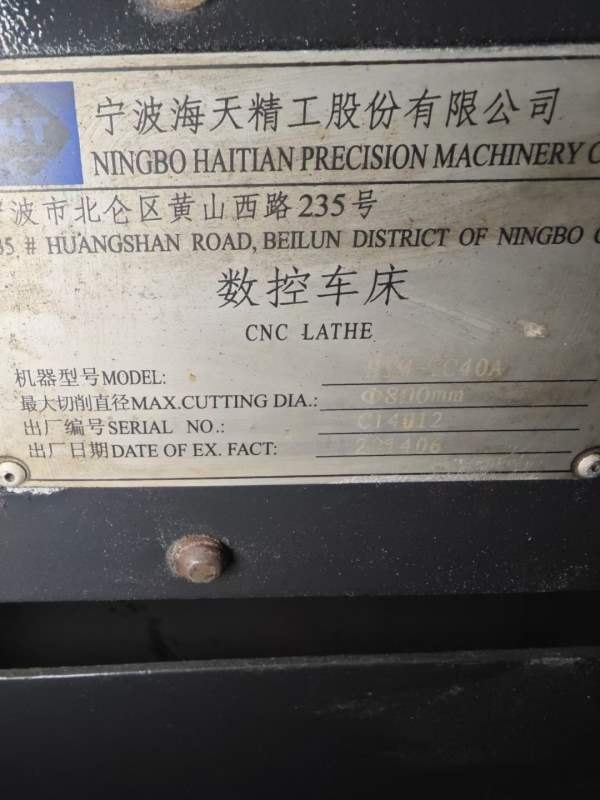 宁波海天精工股份有限公司
NINGBO HAITIAN PRECISION MACHINERY C
波市北仑区黄山西路235号
35 # HUANGSHAN ROAD, BEILUN DISTRICT OF NINGBO
数控车床
CNC LATHE
机器型号MODEL:
最大切削直径MAX.CUTTING DIA.: Φ800mm
出厂编号SERIAL NO.:
出厂日期DATE OF EX. FACT: